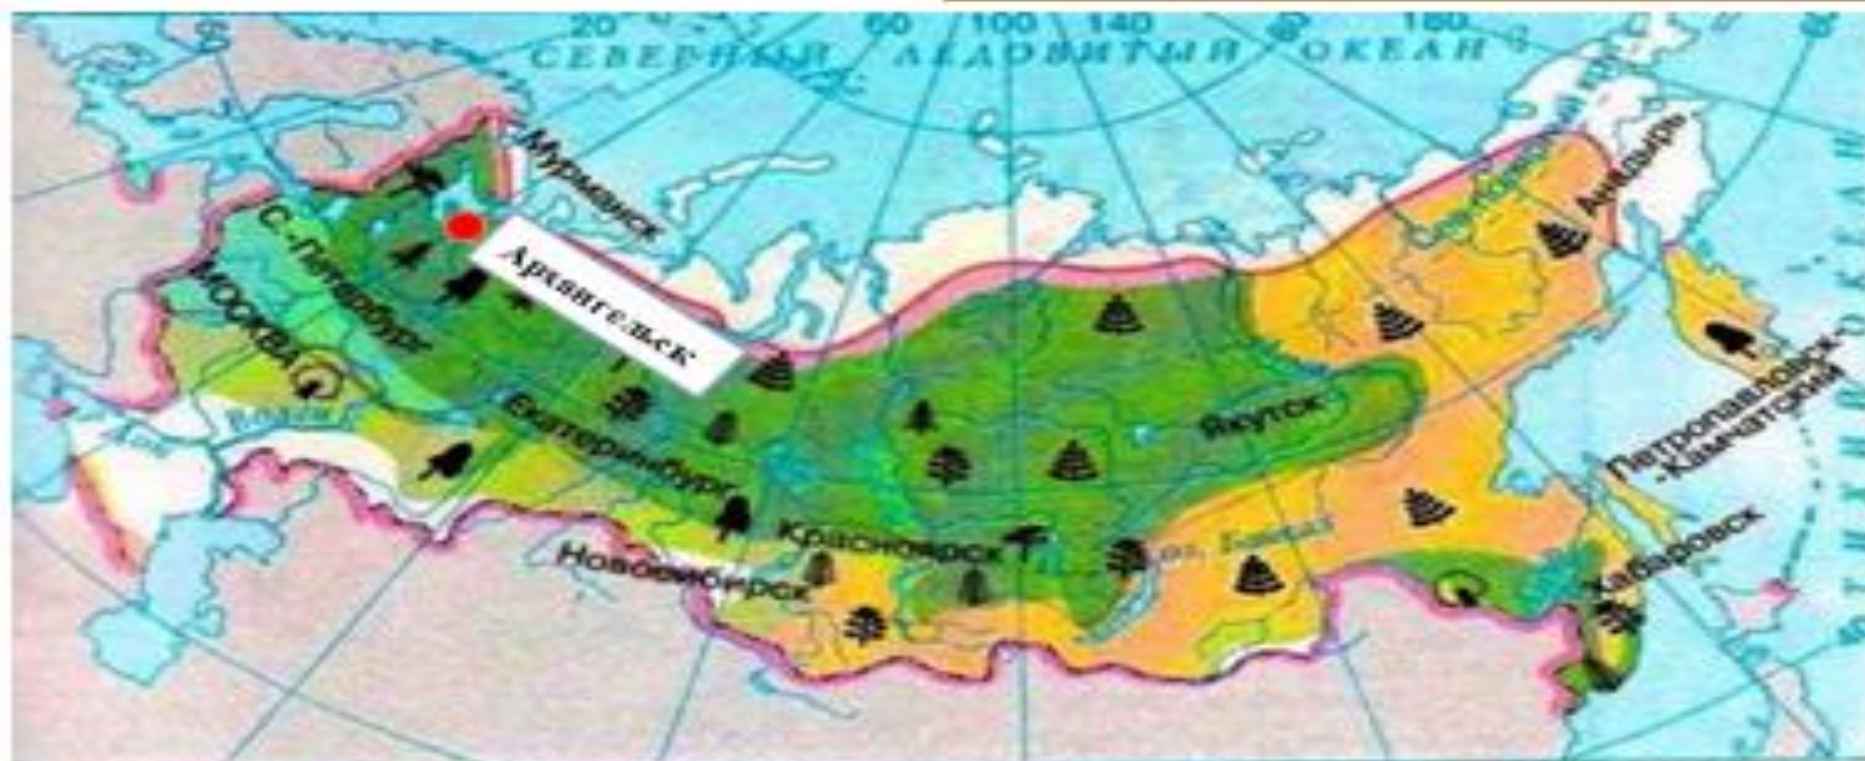 20 60 100 140 180
СЕВЕРНЫЙ ЛЕДОВИТЫЙ ОКЕАН
Мурманск
Анадырь
С.-Петербург
Архангельск
МОСКВА
Волга
Екатеринбург
Якутск
Петропавловск-
-Камчатский
Красноярск
Новосибирск
оз. Байкал
Хабаровск